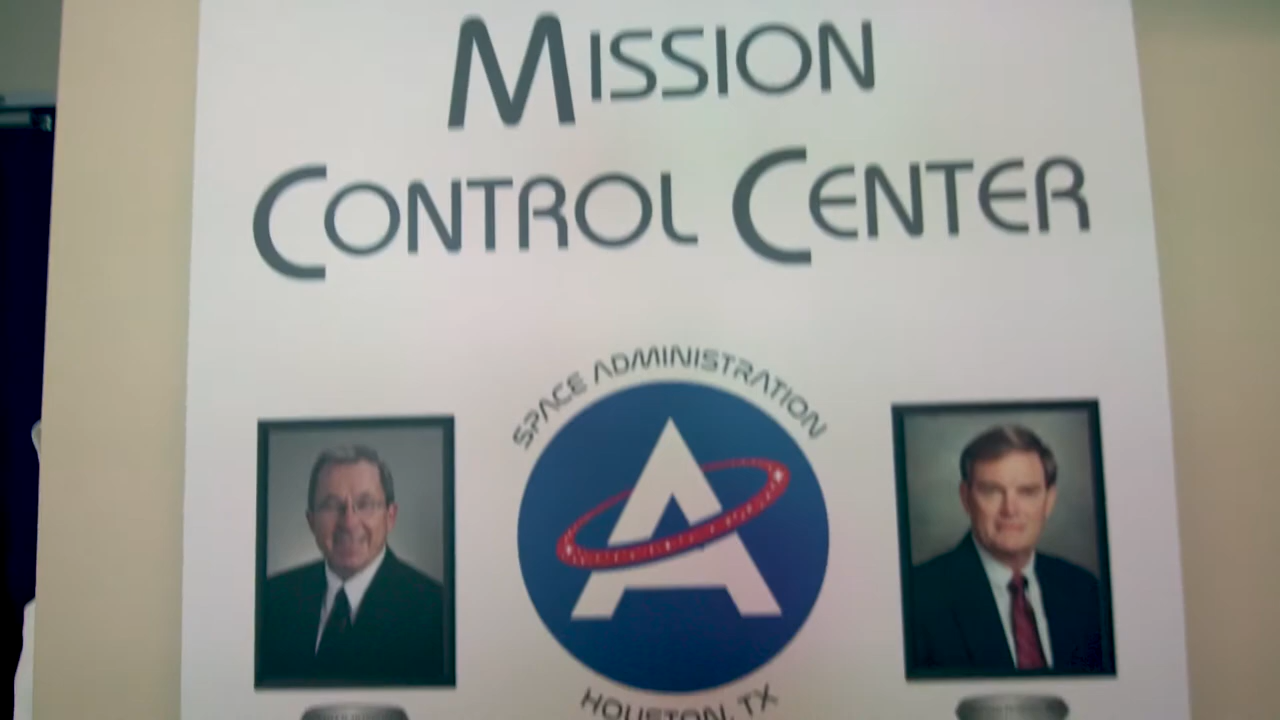 MISSION
CONTROL CENTER
SPACE ADMINISTRATION
A
HOUSTON, TX